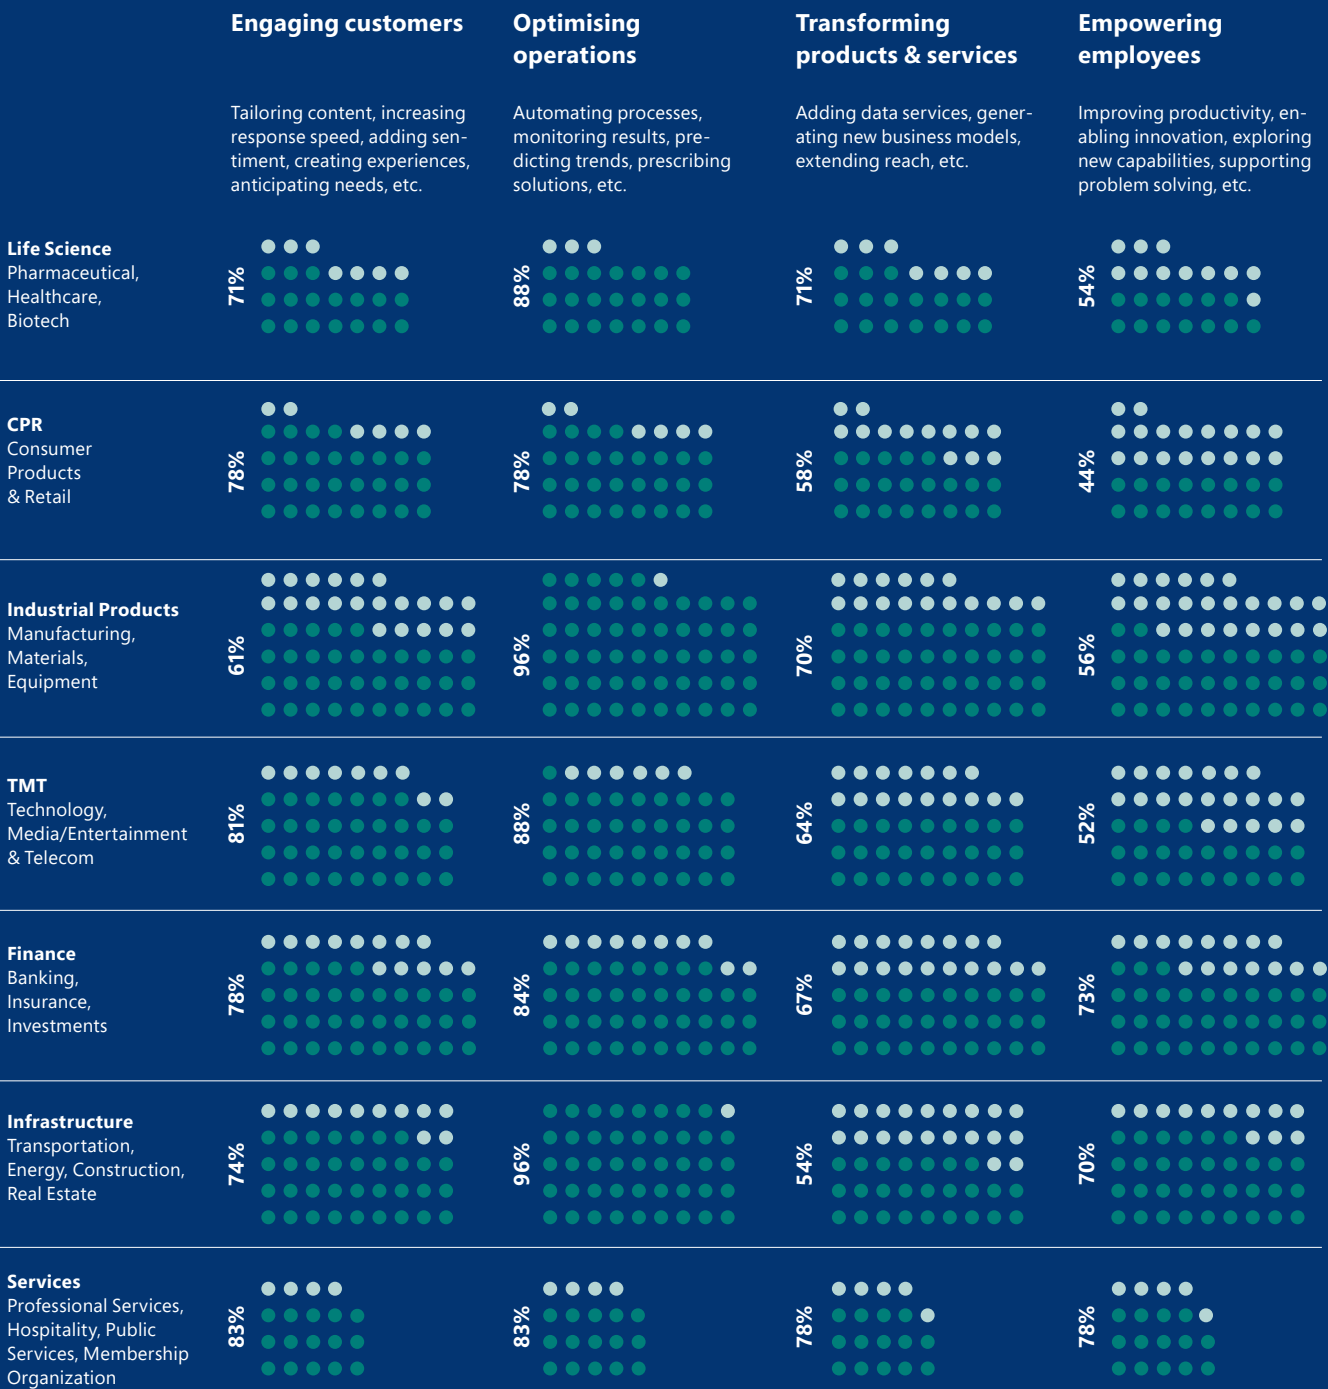 Engaging customers
Optimising
operations
Transforming
products & services
Empowering
employees
Tailoring content, increasing
response speed, adding sen-
timent, creating experiences,
anticipating needs, etc.
Automating processes,
monitoring results, pre-
dicting trends, prescribing
solutions, etc.
Adding data services, gener-
ating new business models,
extending reach, etc.
Improving productivity, en-
abling innovation, exploring
new capabilities, supporting
problem solving, etc.
Life Science
Pharmaceutical,
Healthcare,
Biotech
71%
88%
71%
54%
CPR
Consumer
Products
& Retail
78%
78%
58%
44%
Industrial Products
Manufacturing,
Materials,
Equipment
61%
96%
70%
56%
TMT
Technology,
Media/Entertainment
& Telecom
81%
88%
64%
52%
Finance
Banking,
Insurance,
Investments
78%
84%
67%
73%
Infrastructure
Transportation,
Energy, Construction,
Real Estate
74%
96%
54%
70%
Services
Professional Services,
Hospitality, Public
Services, Membership
Organization
83%
83%
78%
78%